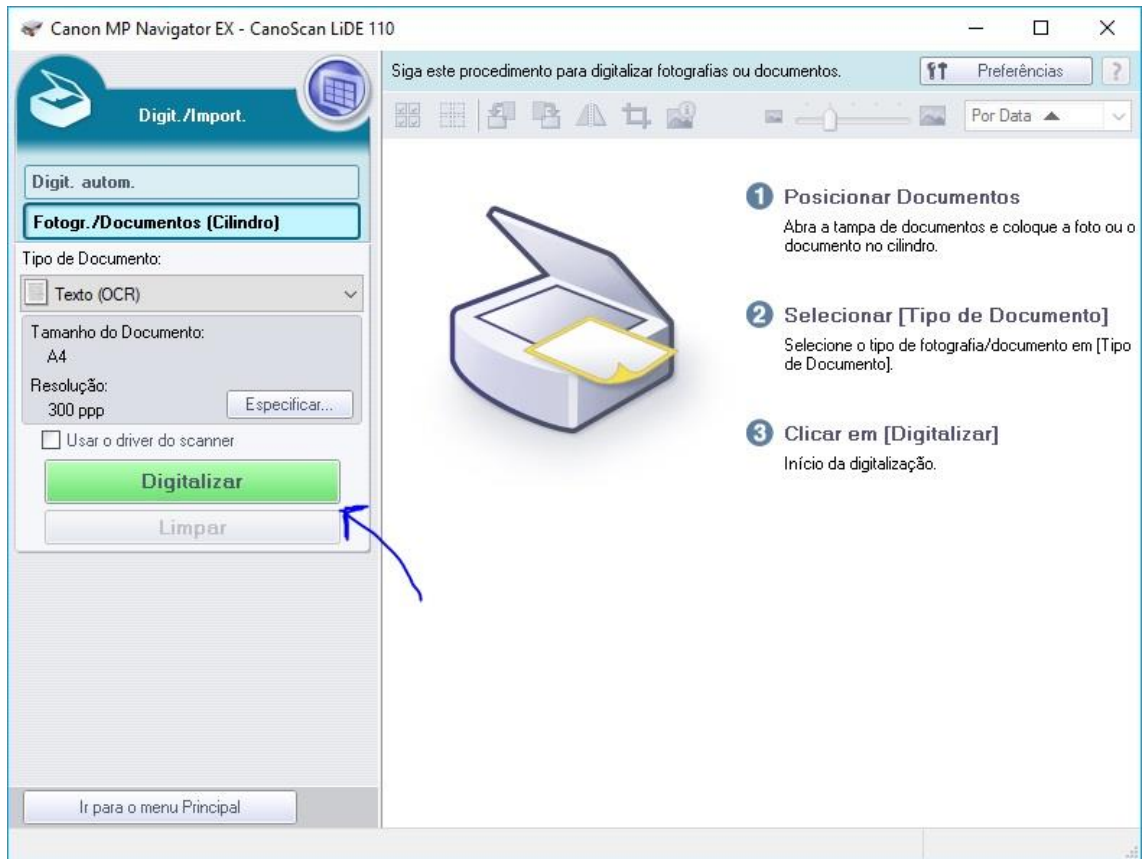 Canon MP Navigator EX - CanoScan LiDE 110
Siga este procedimento para digitalizar fotografias ou documentos.
Preferências
?
Digit./Import.
Por Data
Digit. autom.
Fotogr./Documentos (Cilindro)
Tipo de Documento:
Texto (OCR)
Tamanho do Documento:
A4
Resolução:
300 ppp
Especificar...
Usar o driver do scanner
Digitalizar
Limpar
Ir para o menu Principal
1 Posicionar Documentos
Abra a tampa de documentos e coloque a foto ou o
documento no cilindro.
2 Selecionar [Tipo de Documento]
Selecione o tipo de fotografia/documento em [Tipo
de Documento].
3 Clicar em [Digitalizar]
Início da digitalização.